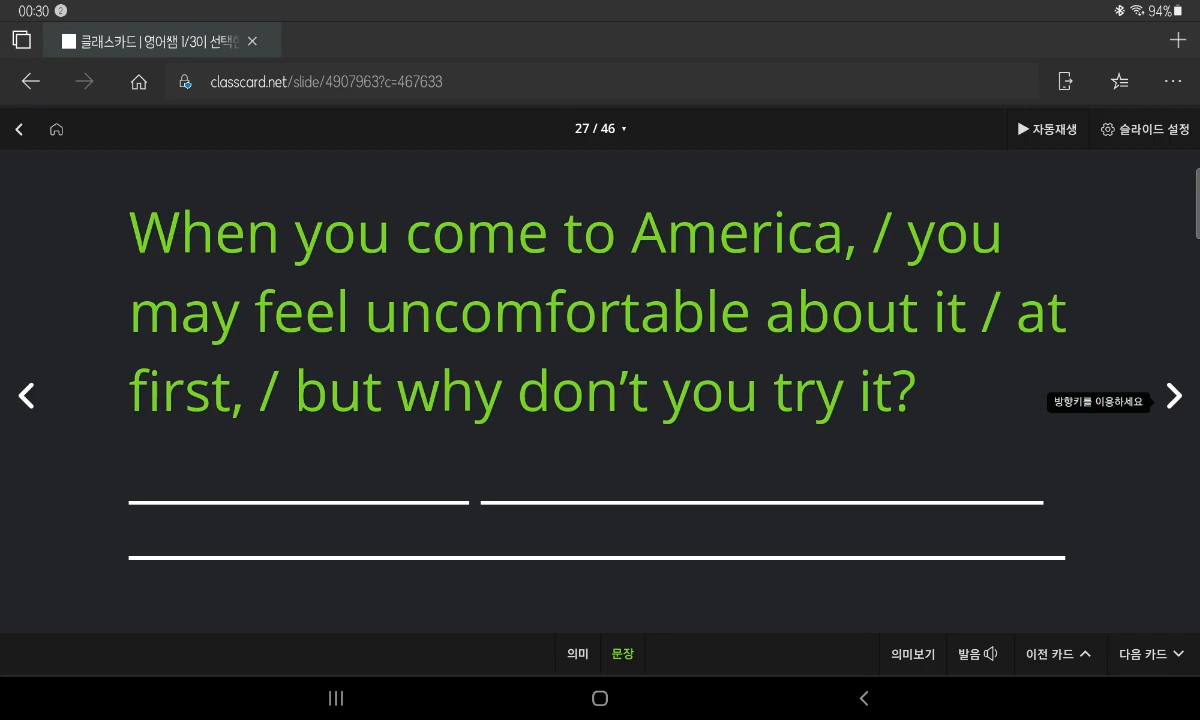 00:30 2 94%
클래스카드 | 영어쌤 1/3이 선택한
classcard.net/slide/4907963?c=467633
27 / 46 자동재생 슬라이드 설정
When you come to America, / you
may feel uncomfortable about it / at
first, / but why don’t you try it?
방향키를 이용하세요
의미 문장 의미보기 발음 이전 카드 다음 카드